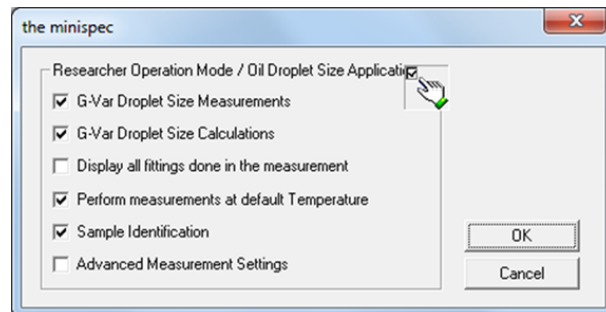 the minispec
Researcher Operation Mode / Oil Droplet Size Application
G-Var Droplet Size Measurements
G-Var Droplet Size Calculations
Display all fittings done in the measurement
Perform measurements at default Temperature
Sample Identification
Advanced Measurement Settings
OK
Cancel